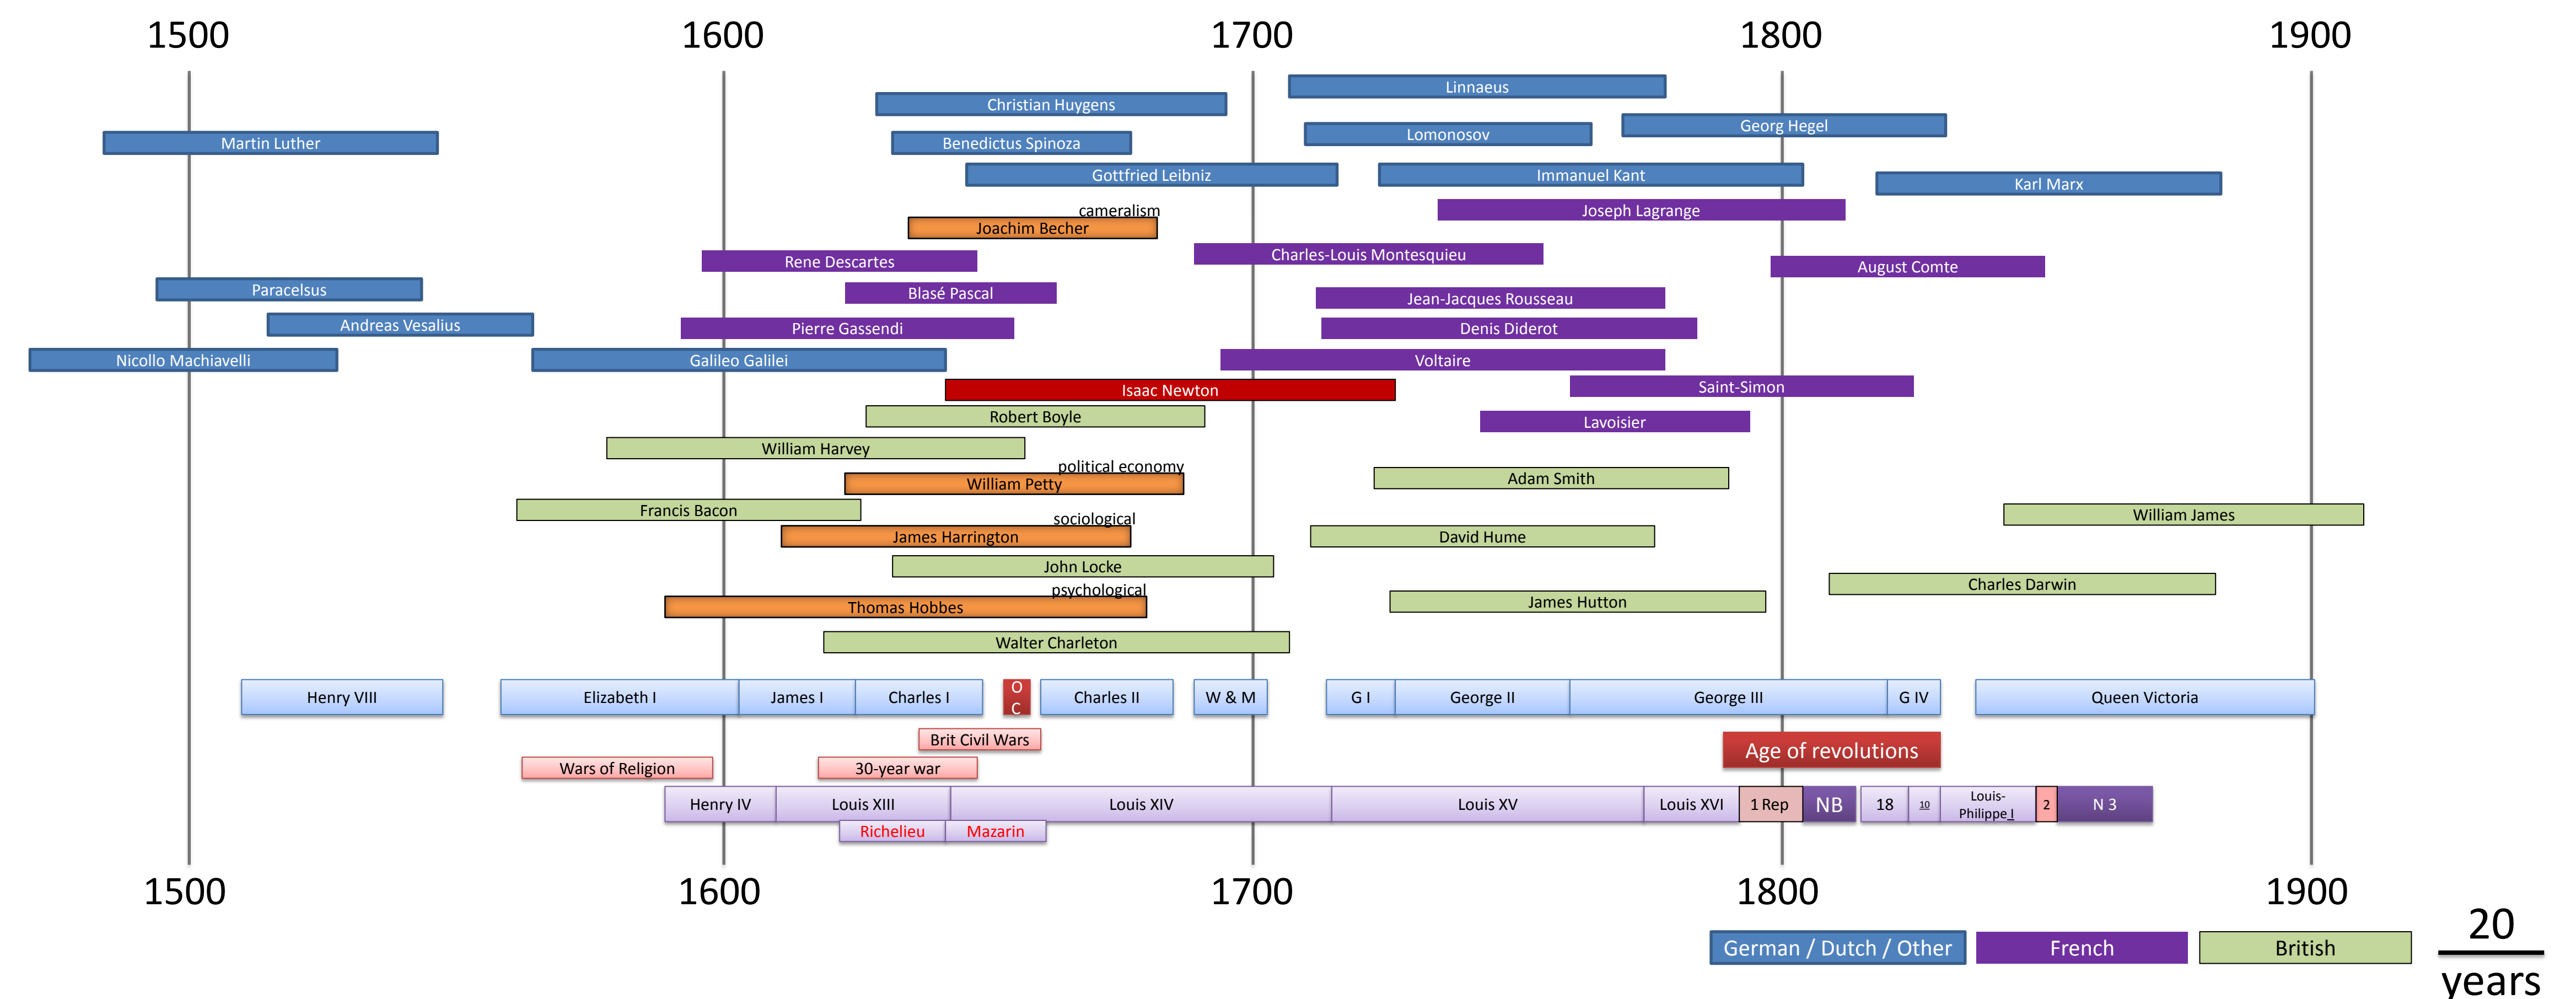 1500 1600 1700 1800 1900
Linnaeus
Christian Huygens
Georg Hegel
Lomonosov
Martin Luther
Benedictus Spinoza
Gottfried Leibniz
Immanuel Kant
Karl Marx
cameralism
Joseph Lagrange
Joachim Becher
Charles-Louis Montesquieu
Rene Descartes
August Comte
Paracelsus
Blasé Pascal
Jean-Jacques Rousseau
Andreas Vesalius
Pierre Gassendi
Denis Diderot
Nicollo Machiavelli
Galileo Galilei
Voltaire
Isaac Newton
Saint-Simon
Robert Boyle
Lavoisier
William Harvey
political economy
William Petty
Adam Smith
Francis Bacon
William James
sociological
James Harrington
David Hume
John Locke
Charles Darwin
psychological
Thomas Hobbes
James Hutton
Walter Charleton
Henry VIII
Elizabeth I
James I
Charles I
O
C
Charles II
W & M
G I
George II
George III
G IV
Queen Victoria
Brit Civil Wars
Age of revolutions
Wars of Religion
30-year war
Henry IV
Louis XIII
Louis XIV
Louis XV
Louis XVI
1 Rep
NB
18
10
Louis-
Philippe I
2
N 3
Richelieu
Mazarin
1500 1600 1700 1800 1900
German / Dutch / Other
French
British
20
years